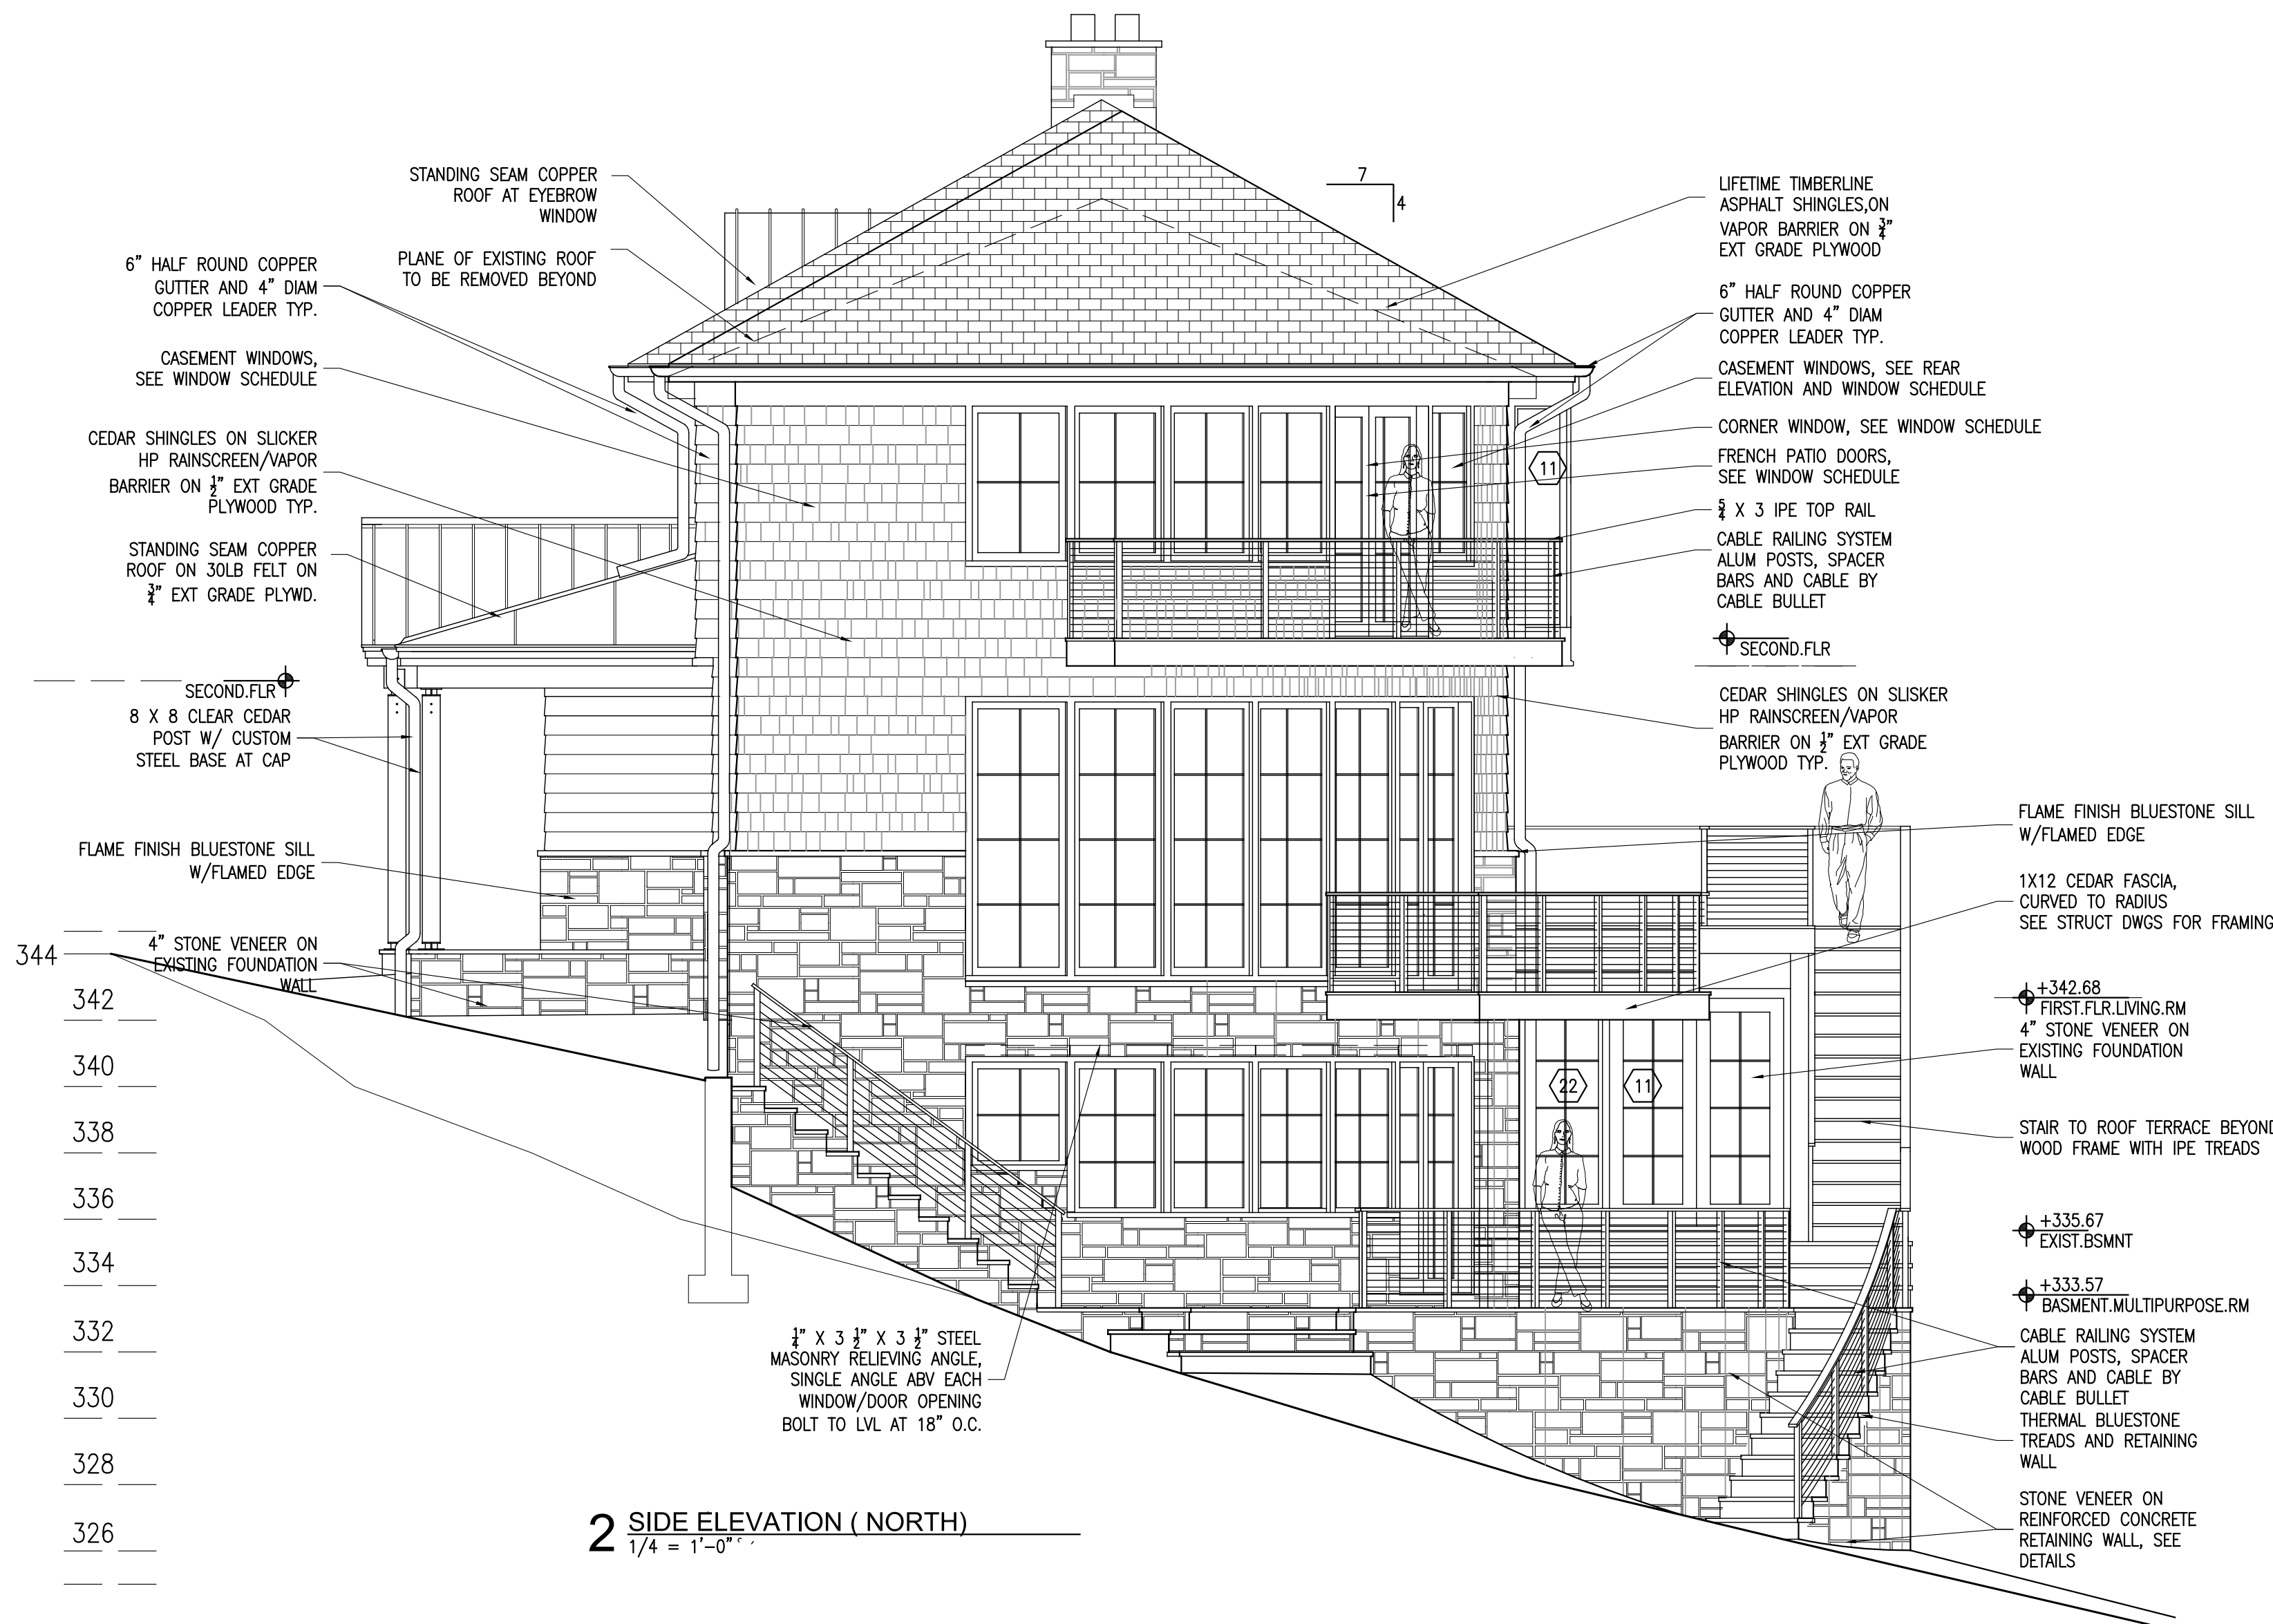 STANDING SEAM COPPER
ROOF AT EYEBROW
WINDOW
PLANE OF EXISTING ROOF
TO BE REMOVED BEYOND
6" HALF ROUND COPPER
GUTTER AND 4" DIAM
COPPER LEADER TYP.
CASEMENT WINDOWS,
SEE WINDOW SCHEDULE
CEDAR SHINGLES ON SLICKER
HP RAINSCREEN/VAPOR
BARRIER ON 1/2" EXT GRADE
PLYWOOD TYP.
STANDING SEAM COPPER
ROOF ON 30LB FELT ON
3/4" EXT GRADE PLYWD.
SECOND.FLR
8 X 8 CLEAR CEDAR
POST W/ CUSTOM
STEEL BASE AT CAP
FLAME FINISH BLUESTONE SILL
W/FLAMED EDGE
4" STONE VENEER ON
EXISTING FOUNDATION
WALL
344
342
340
338
336
334
332
330
328
326
7
4
11
22
11
1/4" X 3 1/2" X 3 1/2" STEEL
MASONRY RELIEVING ANGLE,
SINGLE ANGLE ABV EACH
WINDOW/DOOR OPENING
BOLT TO LVL AT 18" O.C.
LIFETIME TIMBERLINE
ASPHALT SHINGLES,ON
VAPOR BARRIER ON 3/4"
EXT GRADE PLYWOOD
6" HALF ROUND COPPER
GUTTER AND 4" DIAM
COPPER LEADER TYP.
CASEMENT WINDOWS, SEE REAR
ELEVATION AND WINDOW SCHEDULE
CORNER WINDOW, SEE WINDOW SCHEDULE
FRENCH PATIO DOORS,
SEE WINDOW SCHEDULE
5/4 X 3 IPE TOP RAIL
CABLE RAILING SYSTEM
ALUM POSTS, SPACER
BARS AND CABLE BY
CABLE BULLET
SECOND.FLR
CEDAR SHINGLES ON SLISKER
HP RAINSCREEN/VAPOR
BARRIER ON 1/2" EXT GRADE
PLYWOOD TYP.
FLAME FINISH BLUESTONE SILL
W/FLAMED EDGE
1X12 CEDAR FASCIA,
CURVED TO RADIUS
SEE STRUCT DWGS FOR FRAMING
+342.68
FIRST.FLR.LIVING.RM
4" STONE VENEER ON
EXISTING FOUNDATION
WALL
STAIR TO ROOF TERRACE BEYOND
WOOD FRAME WITH IPE TREADS
+335.67
EXIST.BSMNT
+333.57
BASMENT.MULTIPURPOSE.RM
CABLE RAILING SYSTEM
ALUM POSTS, SPACER
BARS AND CABLE BY
CABLE BULLET
THERMAL BLUESTONE
TREADS AND RETAINING
WALL
STONE VENEER ON
REINFORCED CONCRETE
RETAINING WALL, SEE
DETAILS
2 SIDE ELEVATION ( NORTH)
1/4 = 1'-0"